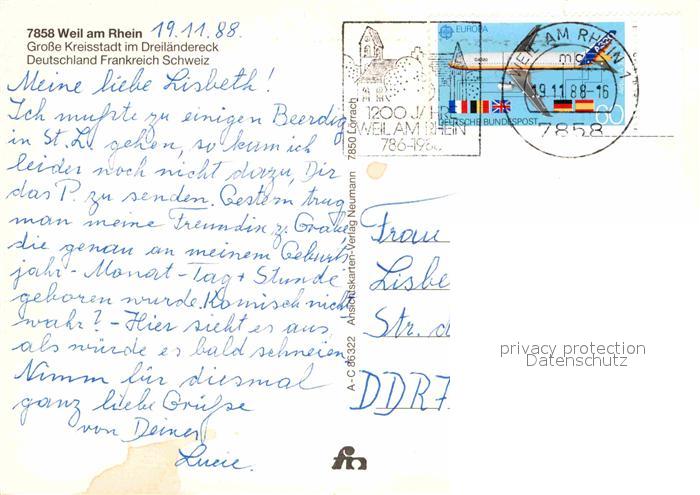 7858 Weil am Rhein 19.11.88.
Große Kreisstadt im Dreiländereck
Deutschland Frankreich Schweiz
Meine liebe Lisbeth!
Ich mußte zu einigen Beerdig.
in St. L. gehen, so kam ich
leider noch nicht dazu, Dir
das P. zu senden. Gestern trug
man meine Freundin z. Grabe,
die genau an meinem Geburts
jahr - Monat - Tag + Stunde
geboren wurde. Komisch nicht
wahr? - Hier sieht es aus,
als würde es bald schneien.
Nimm für diesmal
ganz liebe Grüße
von Deiner
Lucie.
A-C 86322 Ansichtskarten-Verlag Neumann 7850 Lörrach
1200 JAHRE
WEIL AM RHEIN
786-1986
EUROPA
60
DEUTSCHE BUNDESPOST
WEIL AM RHEIN 1
19.11.88-16
7858
Frau
Lisbe
Str. d
DDR 7
privacy protection
Datenschutz